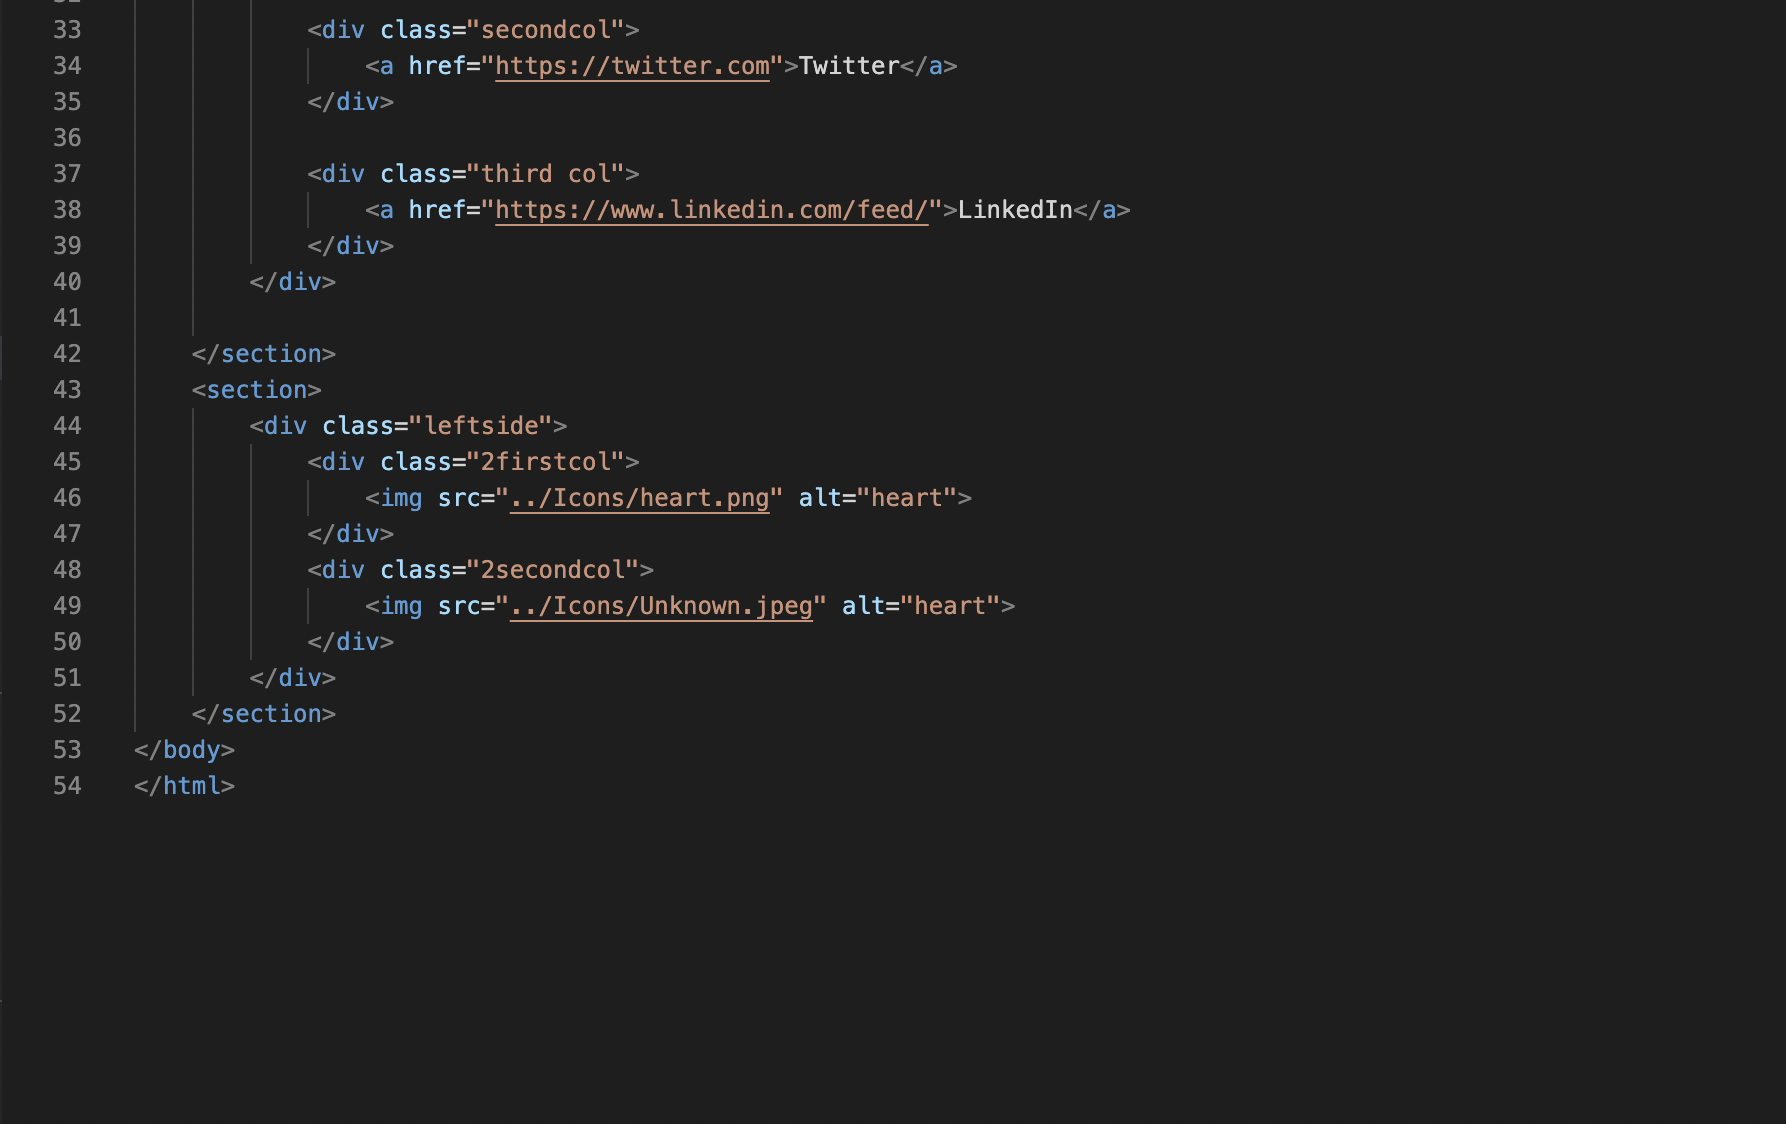 33 <div class="secondcol">
34 <a href="https://twitter.com">Twitter</a>
35 </div>
36
37 <div class="third col">
38 <a href="https://www.linkedin.com/feed/">LinkedIn</a>
39 </div>
40 </div>
41
42 </section>
43 <section>
44 <div class="leftside">
45 <div class="2firstcol">
46 <img src="../Icons/heart.png" alt="heart">
47 </div>
48 <div class="2secondcol">
49 <img src="../Icons/Unknown.jpeg" alt="heart">
50 </div>
51 </div>
52 </section>
53 </body>
54 </html>